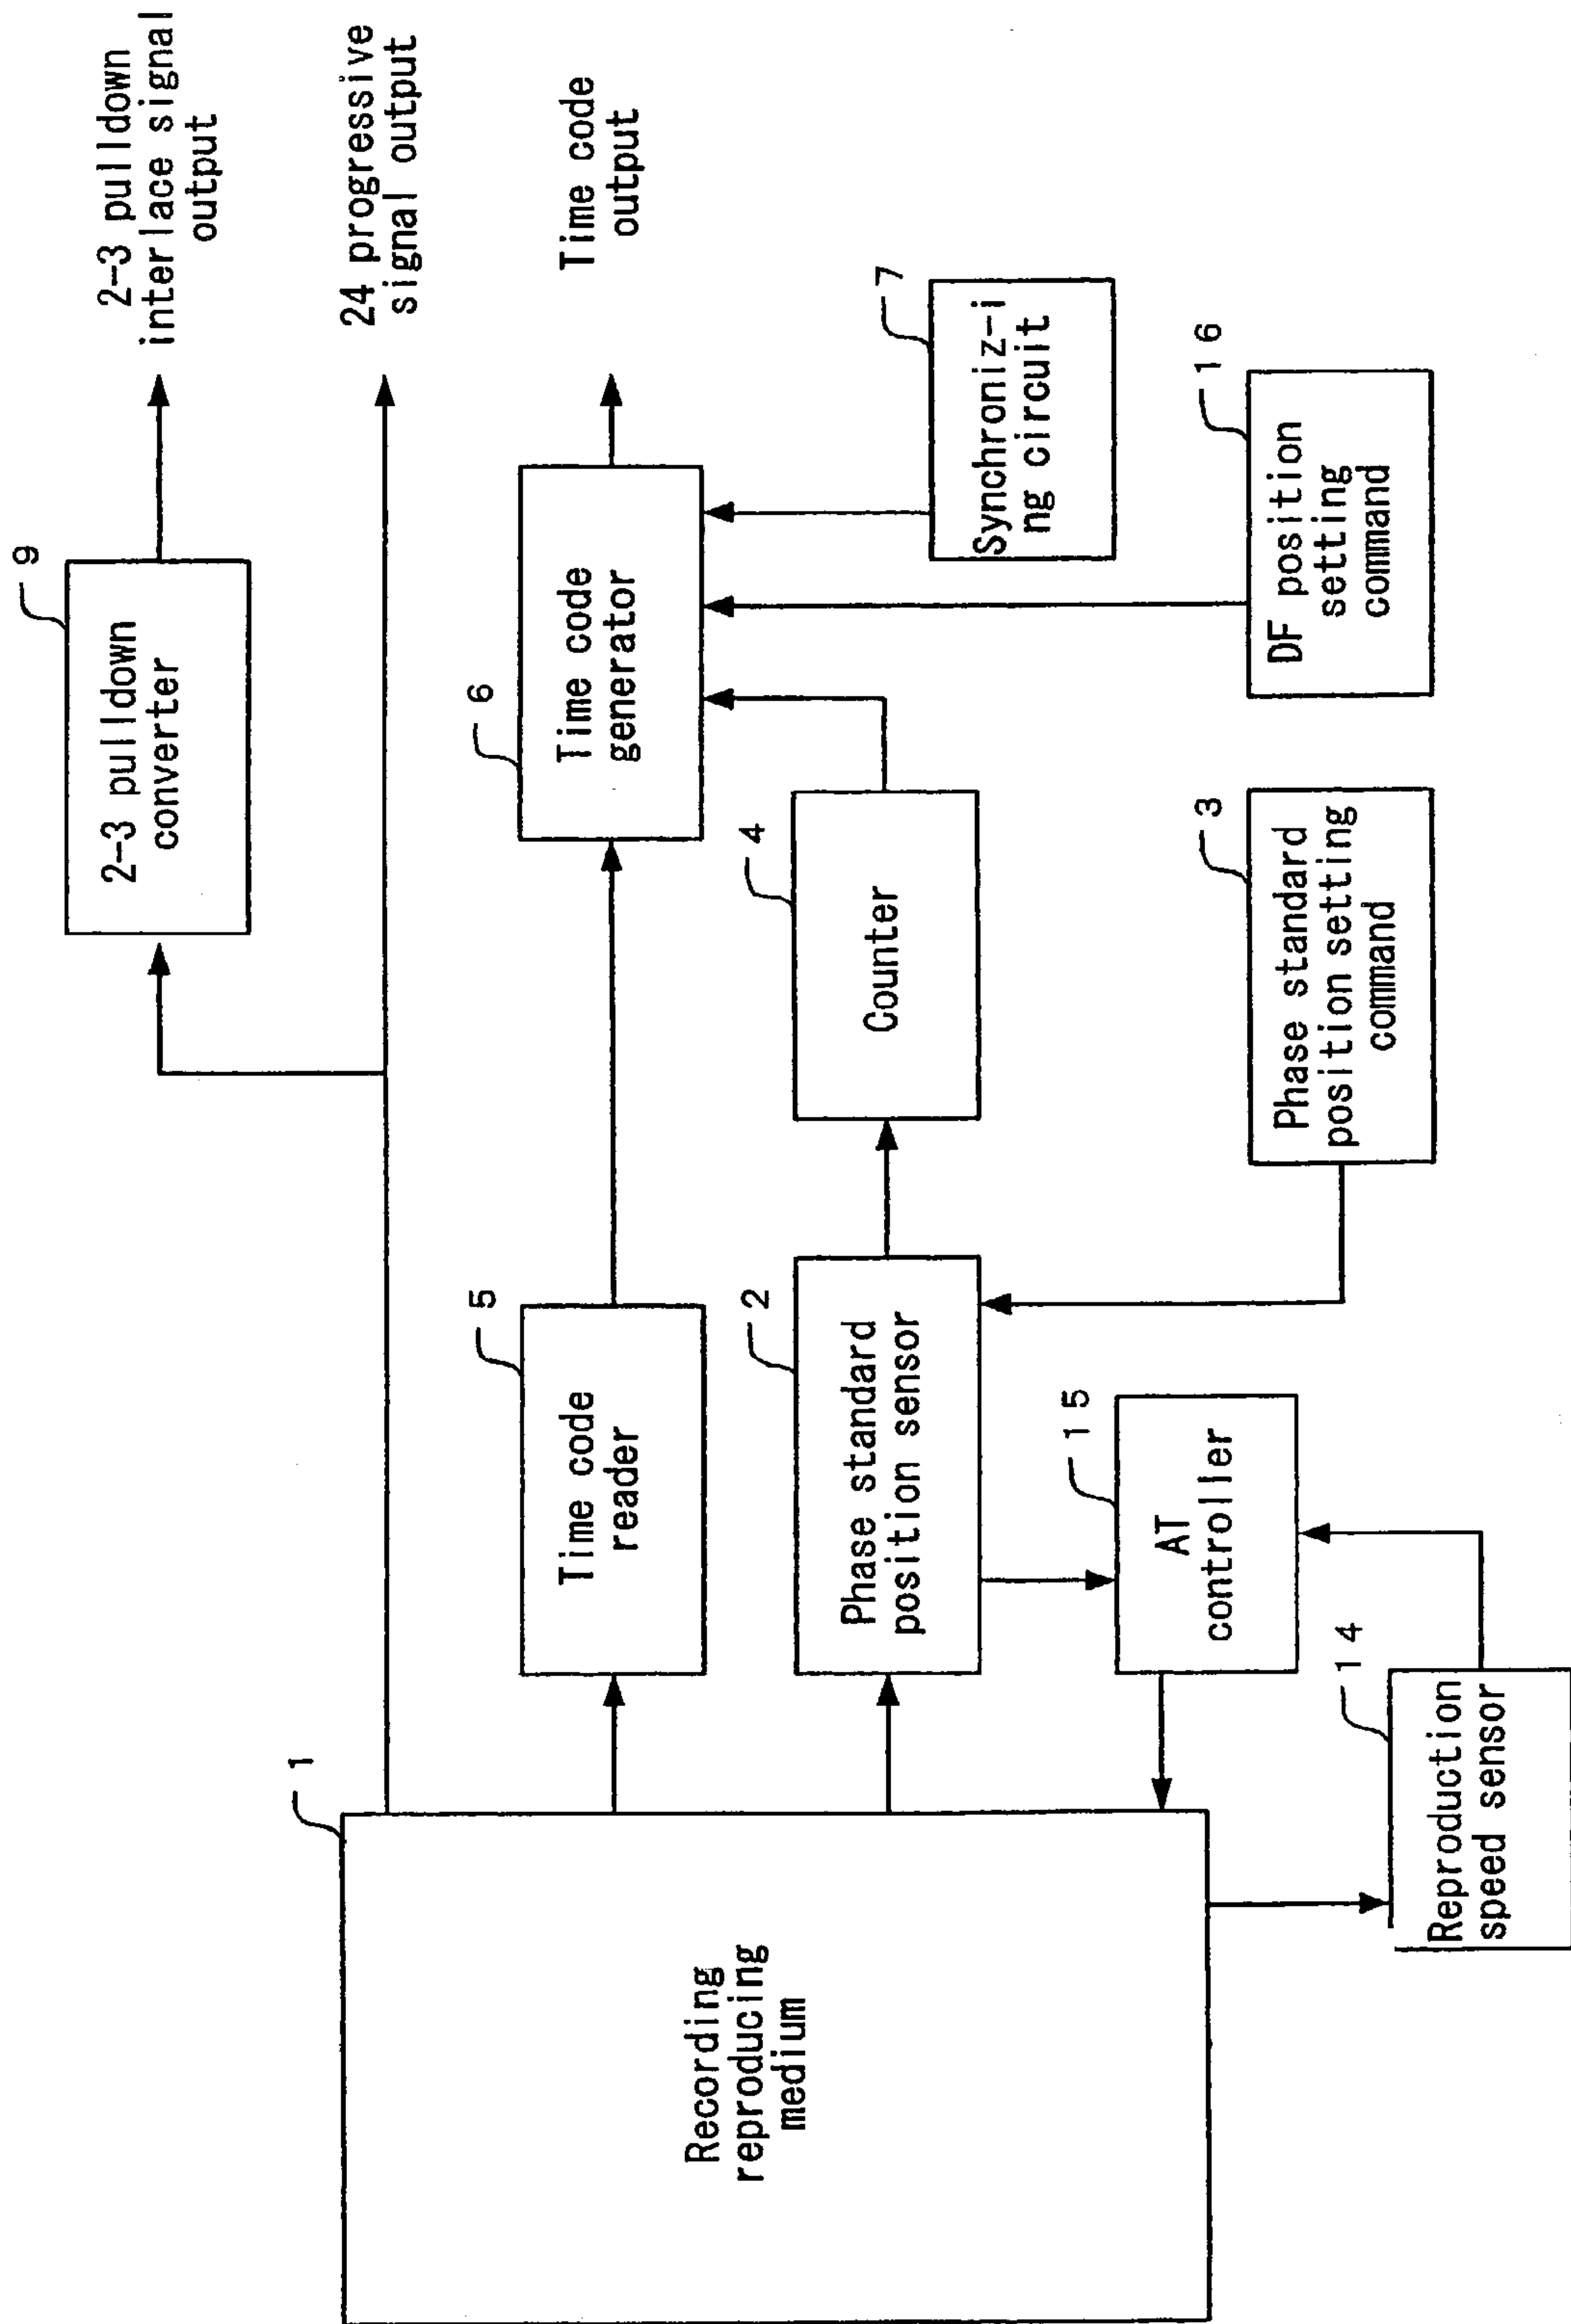 2-3 pulldown
interlace signal
output
24 progressive
signal output
Time code
output
9
2-3 pulldown
converter
6
Time code
generator
7
Synchroniz-i
ng circuit
16
DF position
setting
command
4
Counter
3
Phase standard
position setting
command
5
Time code
reader
2
Phase standard
position sensor
15
AT
controller
14
Reproduction
speed sensor
1
Recording
reproducing
medium